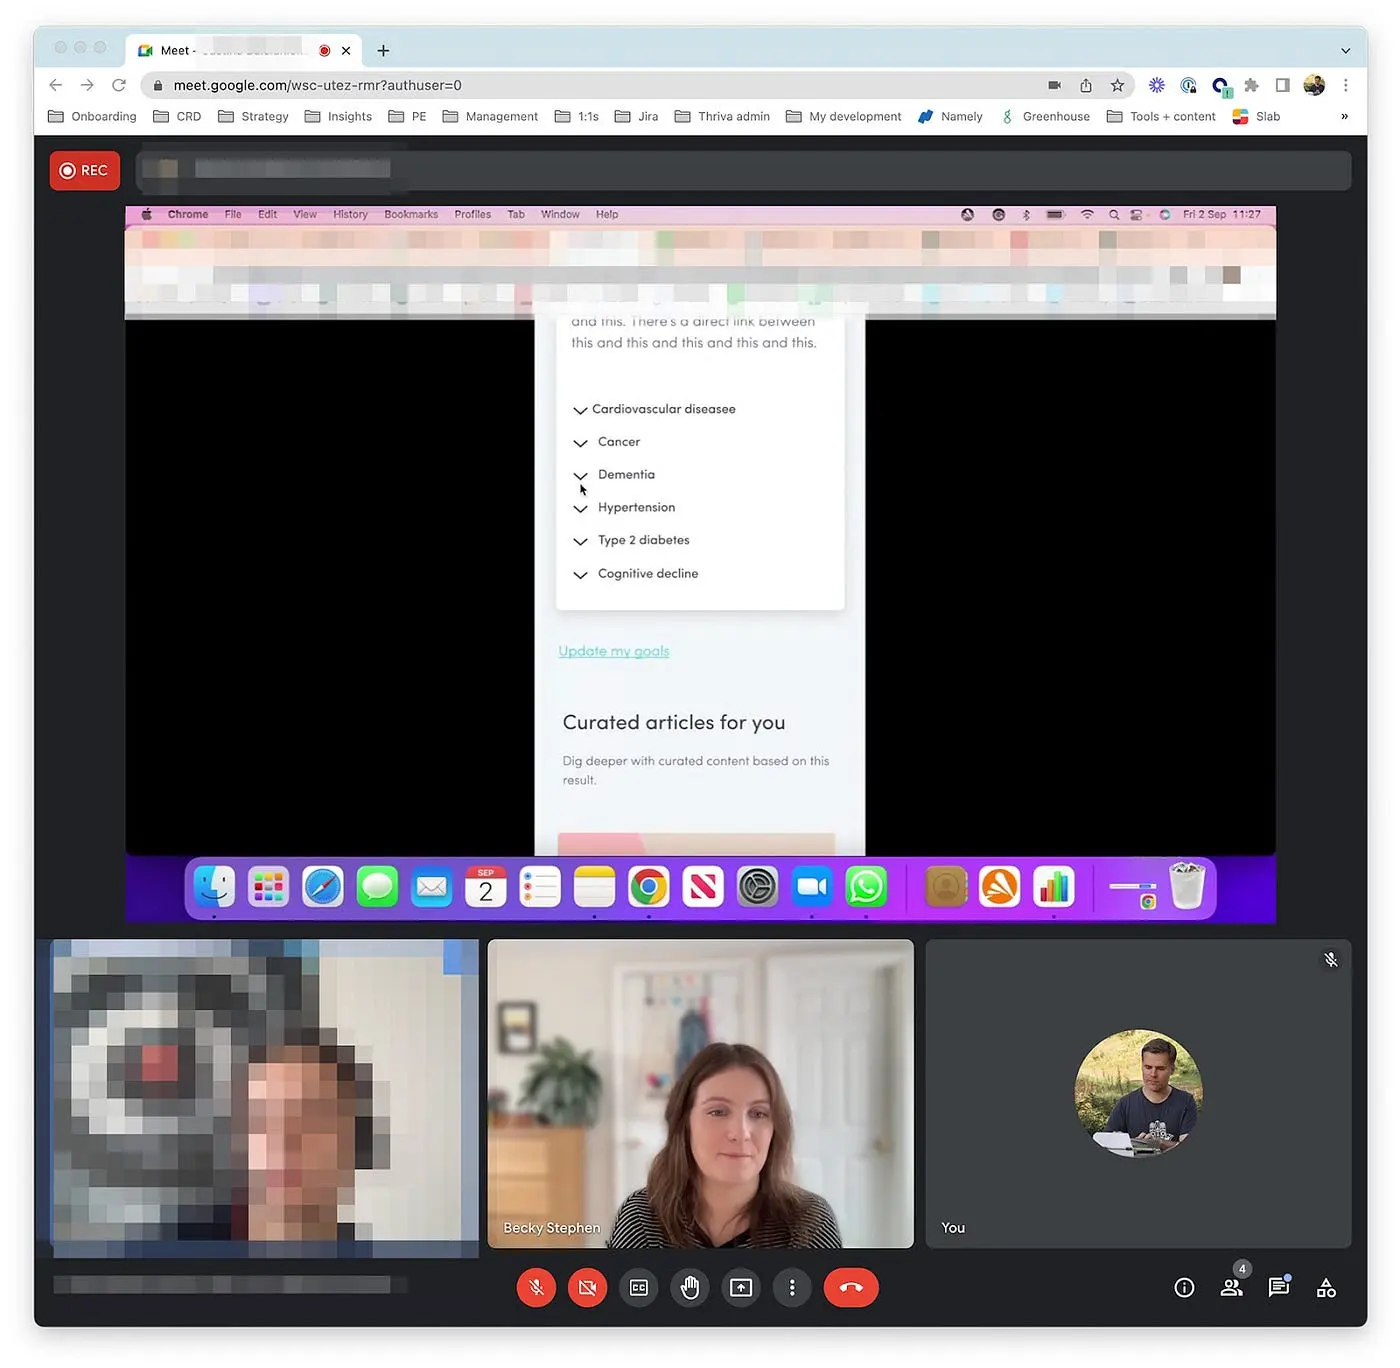 Meet -
meet.google.com/wsc-utez-rmr?authuser=0
Onboarding CRD Strategy Insights PE Management 1:1s Jira Thriva admin My development Namely Greenhouse Tools + content Slab »
REC
Chrome File Edit View History Bookmarks Profiles Tab Window Help Fri 2 Sep 11:27
and this. There's a direct link between
this and this and this and this and this.
Cardiovascular diseasee
Cancer
Dementia
Hypertension
Type 2 diabetes
Cognitive decline
Update my goals
Curated articles for you
Dig deeper with curated content based on this
result.
SEP
2
Becky Stephen
You
CC
4